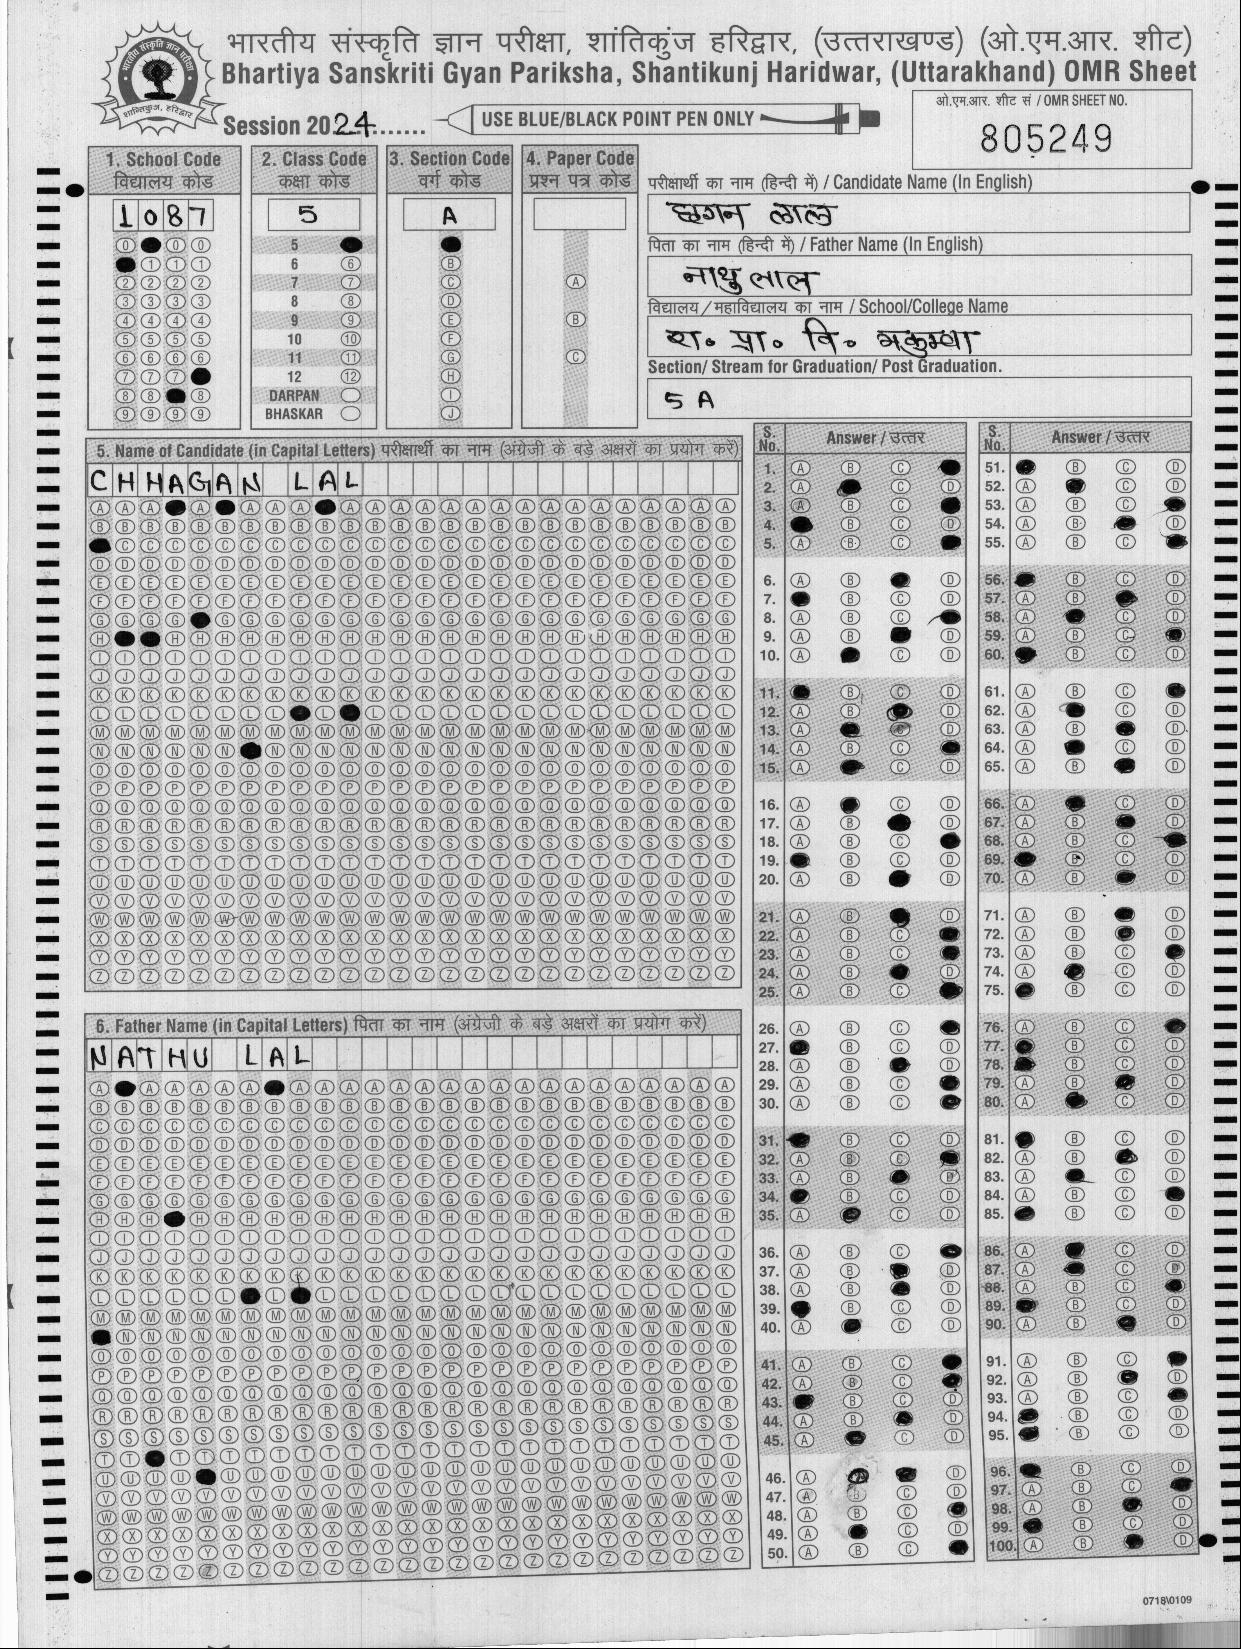 भारतीय संस्कृति ज्ञान परीक्षा, शांतिकुंज हरिद्वार, (उत्तराखण्ड) (ओ.एम.आर. शीट)
Bhartiya Sanskriti Gyan Pariksha, Shantikunj Haridwar, (Uttarakhand) OMR Sheet
Session 2024........
USE BLUE/BLACK POINT PEN ONLY
ओ.एम.आर. शीट सं / OMR SHEET NO.
805249
1. School Code
विद्यालय कोड
1087
2. Class Code
कक्षा कोड
5
5
6
7
8
9
10
11
12
DARPAN
BHASKAR
3. Section Code
वर्ग कोड
A
4. Paper Code
प्रश्न पत्र कोड
A
B
C
परीक्षार्थी का नाम (हिन्दी में) / Candidate Name (In English)
छगन लाल
पिता का नाम (हिन्दी में) / Father Name (In English)
नाथु लाल
विद्यालय/महाविद्यालय का नाम / School/College Name
रा. प्रा. वि.
Section/ Stream for Graduation/ Post Graduation.
5 A
5. Name of Candidate (in Capital Letters) परीक्षार्थी का नाम (अंग्रेजी के बड़े अक्षरों का प्रयोग करें)
CHHAGAN LAL
6. Father Name (in Capital Letters) पिता का नाम (अंग्रेजी के बड़े अक्षरों का प्रयोग करें)
NATHU LAL
S. No. Answer / उत्तर
S. No. Answer / उत्तर
0718\0109